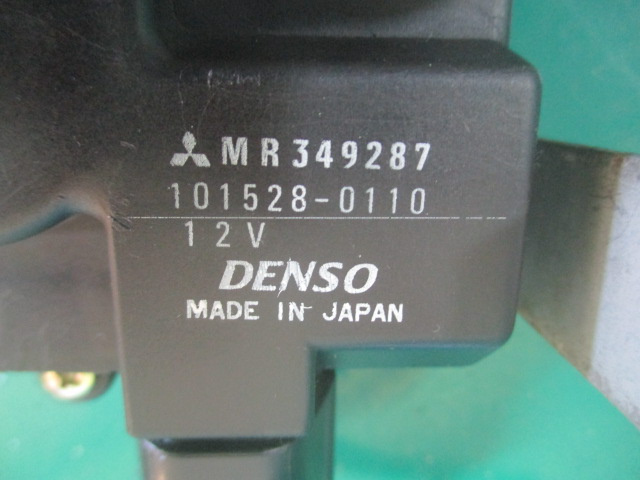 MR349287
101528-0110
12V
DENSO
MADE IN JAPAN